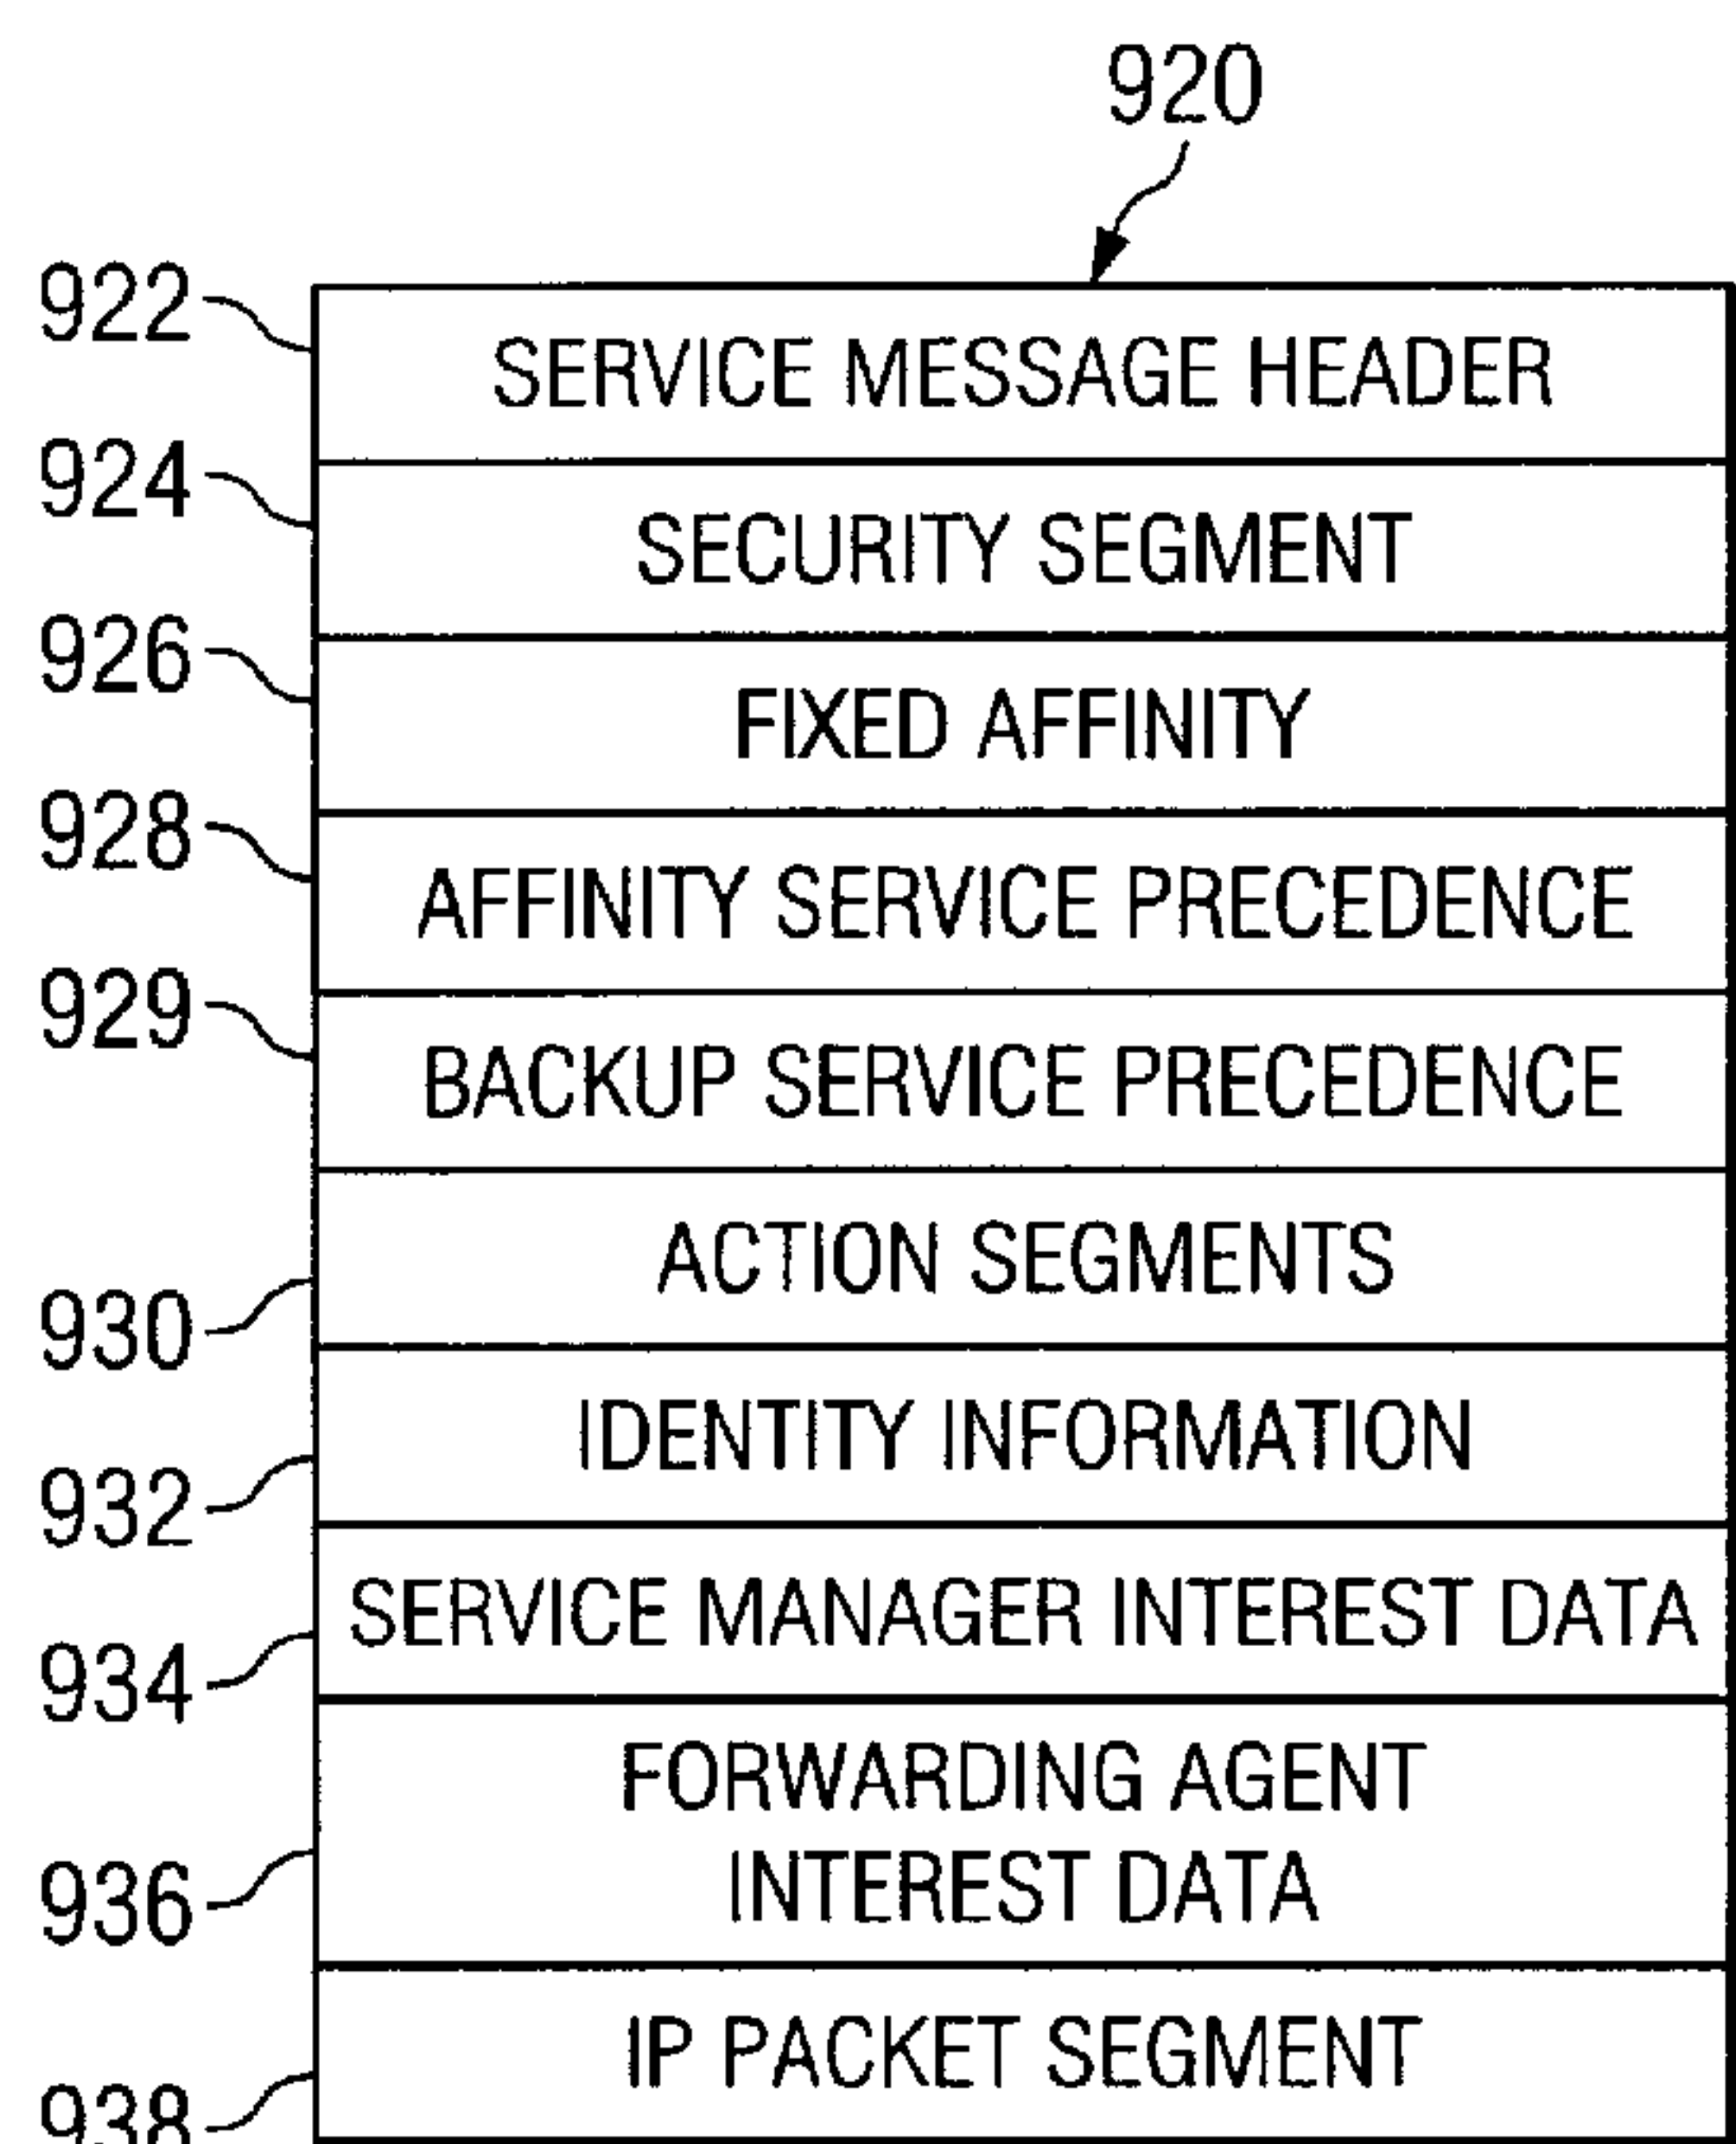 920
922
SERVICE MESSAGE HEADER
924
SECURITY SEGMENT
926
FIXED AFFINITY
928
AFFINITY SERVICE PRECEDENCE
929
BACKUP SERVICE PRECEDENCE
930
ACTION SEGMENTS
932
IDENTITY INFORMATION
934
SERVICE MANAGER INTEREST DATA
936
FORWARDING AGENT
INTEREST DATA
938
IP PACKET SEGMENT